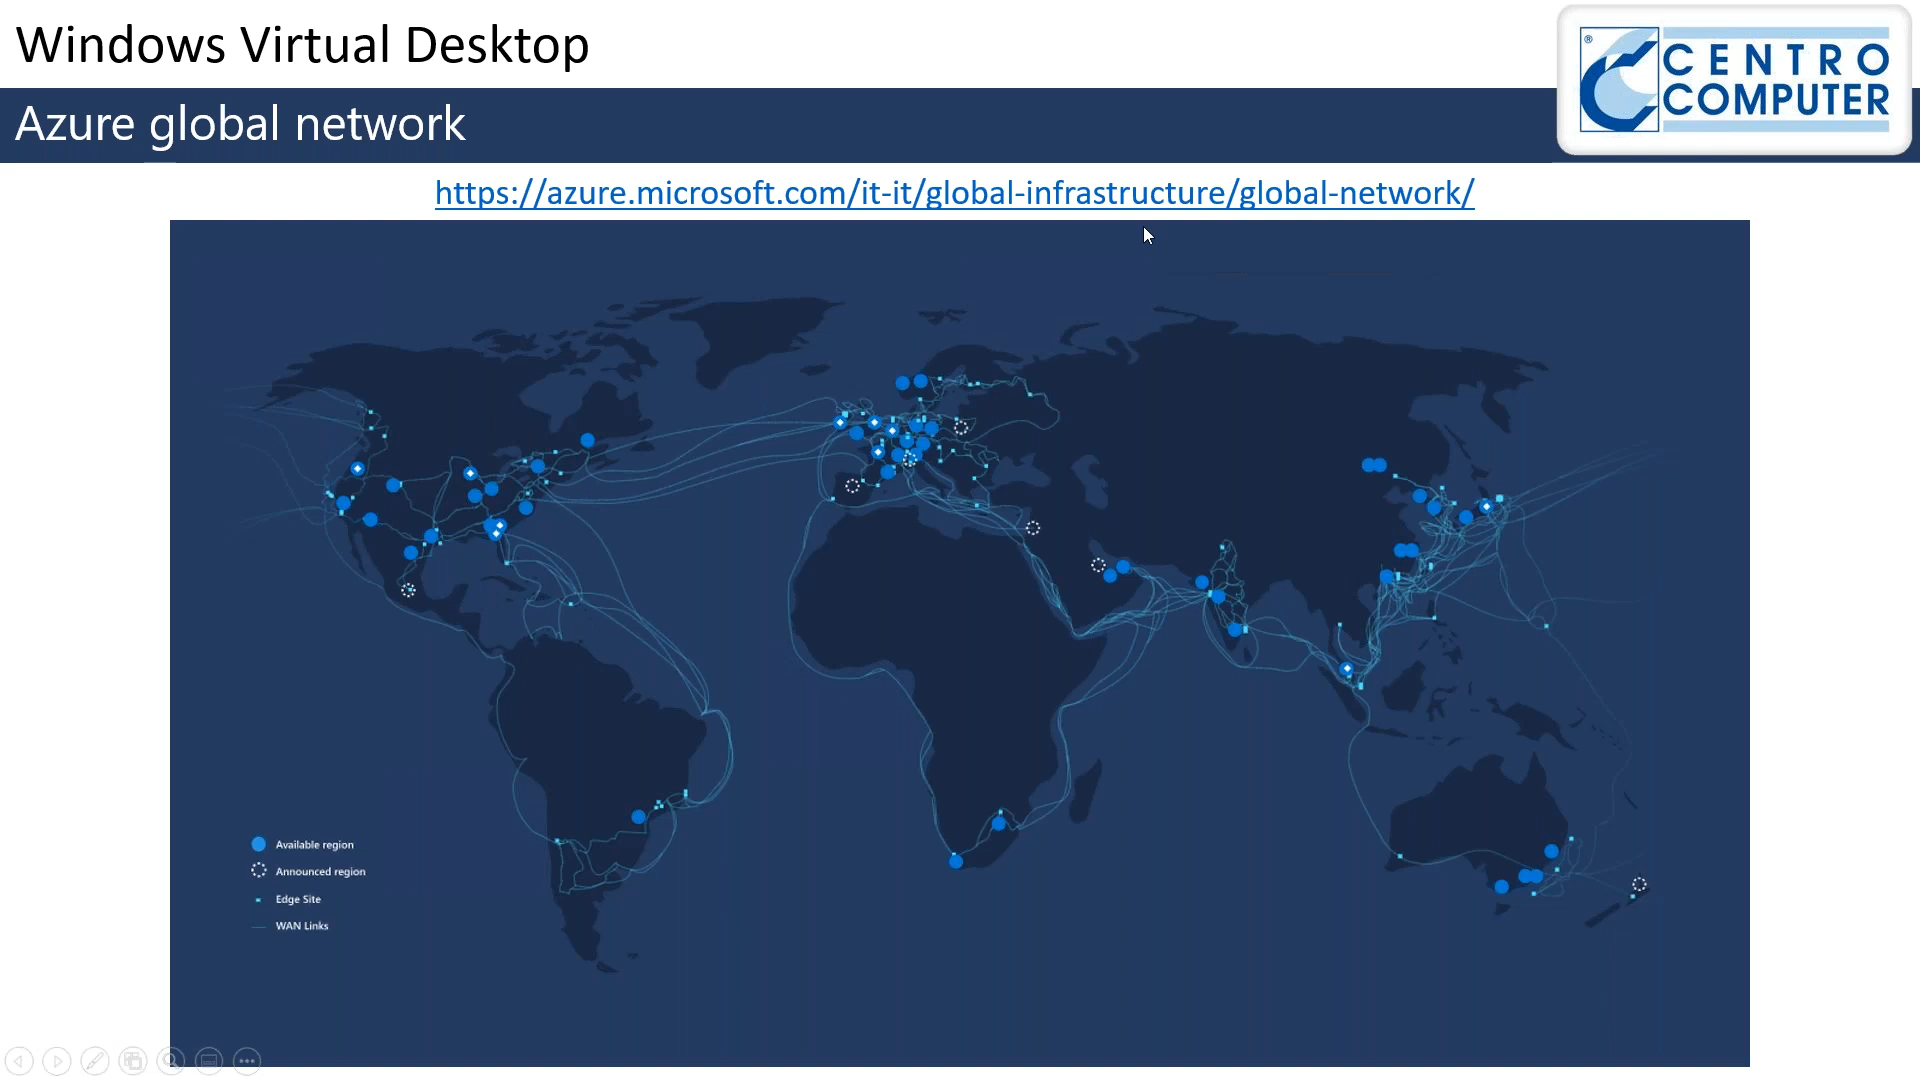 Windows Virtual Desktop
Azure global network
®
CENTRO
COMPUTER
https://azure.microsoft.com/it-it/global-infrastructure/global-network/
Available region
Announced region
Edge Site
WAN Links